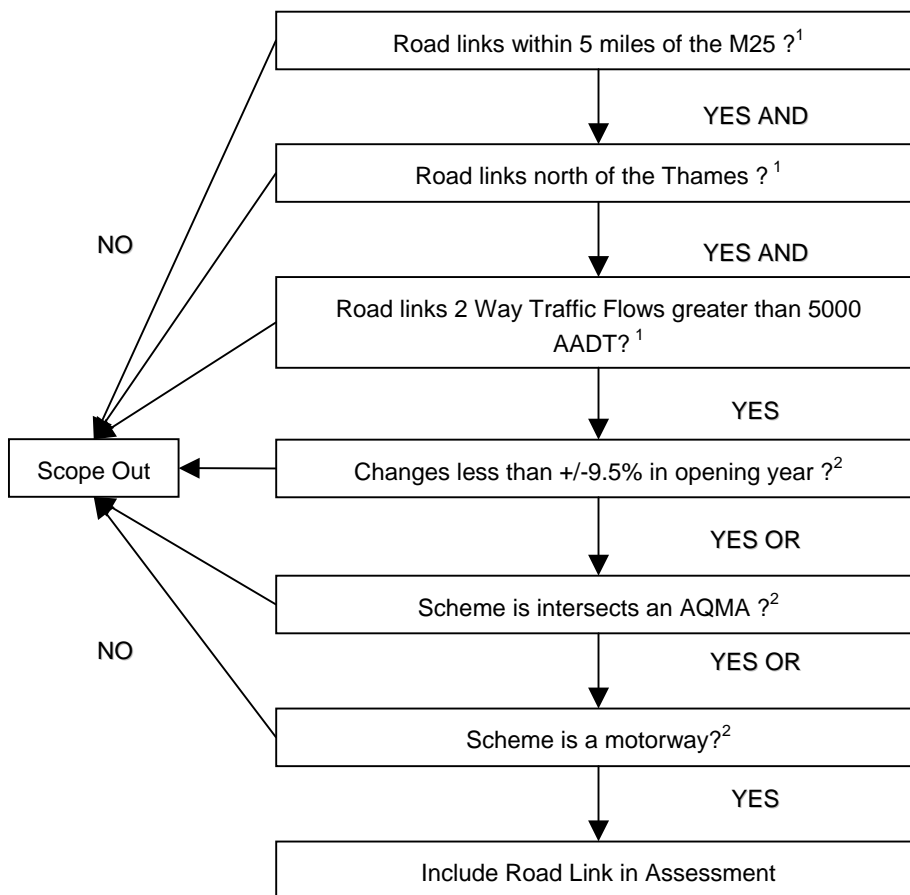 Road links within 5 miles of the M25 ?1
YES AND
Road links north of the Thames ? 1
NO
YES AND
Road links 2 Way Traffic Flows greater than 5000
AADT? 1
YES
Scope Out
Changes less than +/-9.5% in opening year ?2
YES OR
Scheme is intersects an AQMA ?2
NO
YES OR
Scheme is a motorway?2
YES
Include Road Link in Assessment